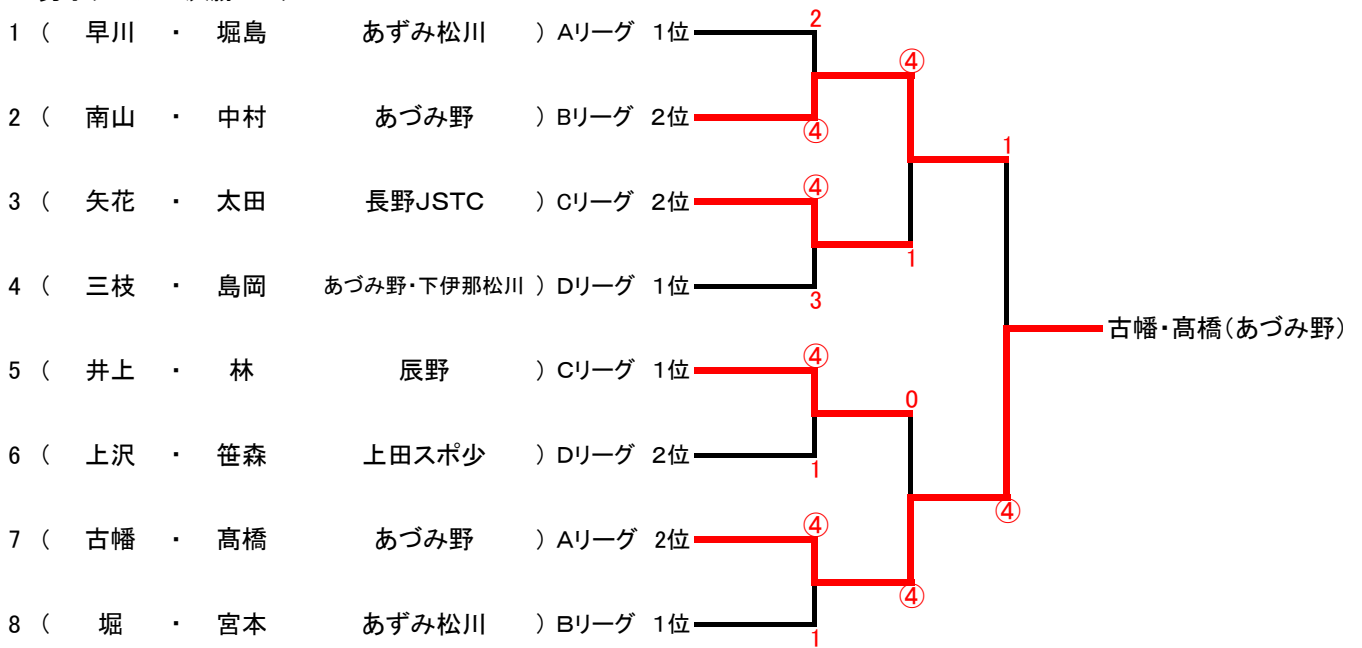 2
1 ( 早川 ・ 堀島 あずみ松川 ) Aリーグ 1位
④
2 ( 南山 ・ 中村 あづみ野 ) Bリーグ 2位
④
1
3 ( 矢花 ・ 太田 長野JSTC ) Cリーグ 2位
④
1
4 ( 三枝 ・ 島岡 あづみ野・下伊那松川 ) Dリーグ 1位
3
古幡・髙橋(あづみ野)
5 ( 井上 ・ 林 辰野 ) Cリーグ 1位
④
0
6 ( 上沢 ・ 笹森 上田スポ少 ) Dリーグ 2位
1
④
7 ( 古幡 ・ 髙橋 あづみ野 ) Aリーグ 2位
④
④
8 ( 堀 ・ 宮本 あずみ松川 ) Bリーグ 1位
1